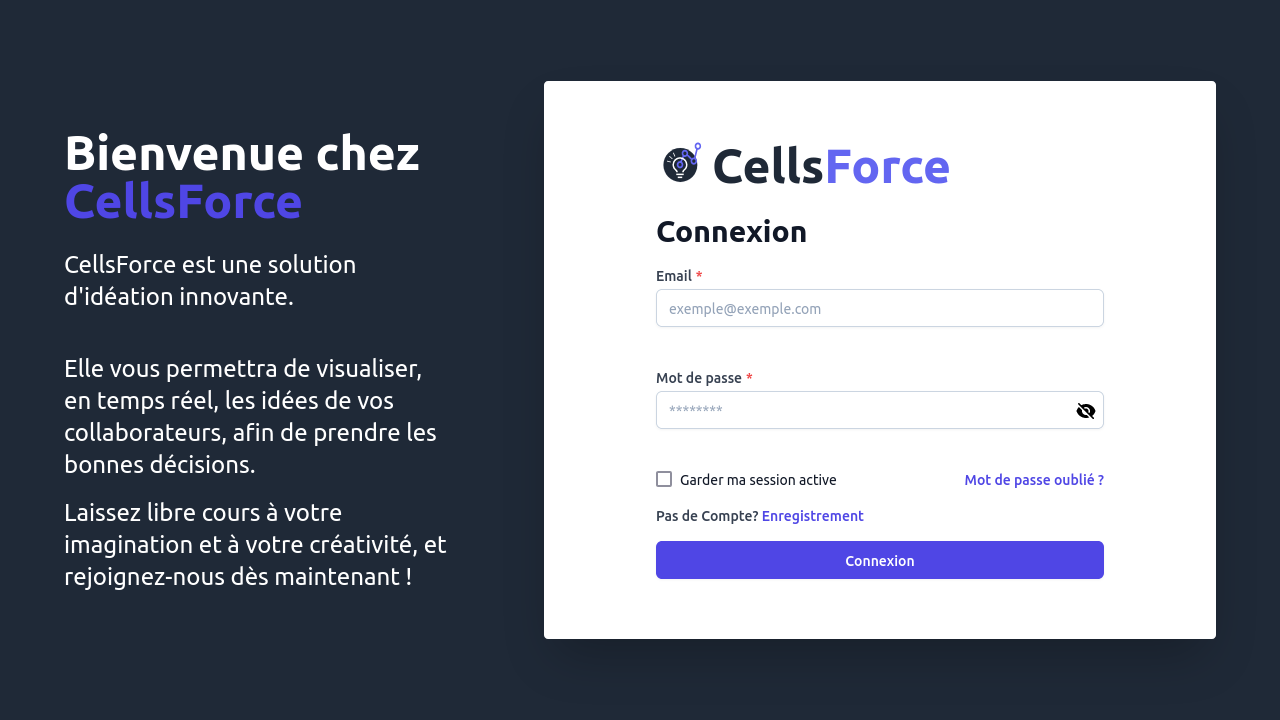 Bienvenue chez
CellsForce
CellsForce est une solution
d'idéation innovante.
Elle vous permettra de visualiser,
en temps réel, les idées de vos
collaborateurs, afin de prendre les
bonnes décisions.
Laissez libre cours à votre
imagination et à votre créativité, et
rejoignez-nous dès maintenant !
CellsForce
Connexion
Email *
exemple@exemple.com
Mot de passe *
********
Garder ma session active
Mot de passe oublié ?
Pas de Compte? Enregistrement
Connexion